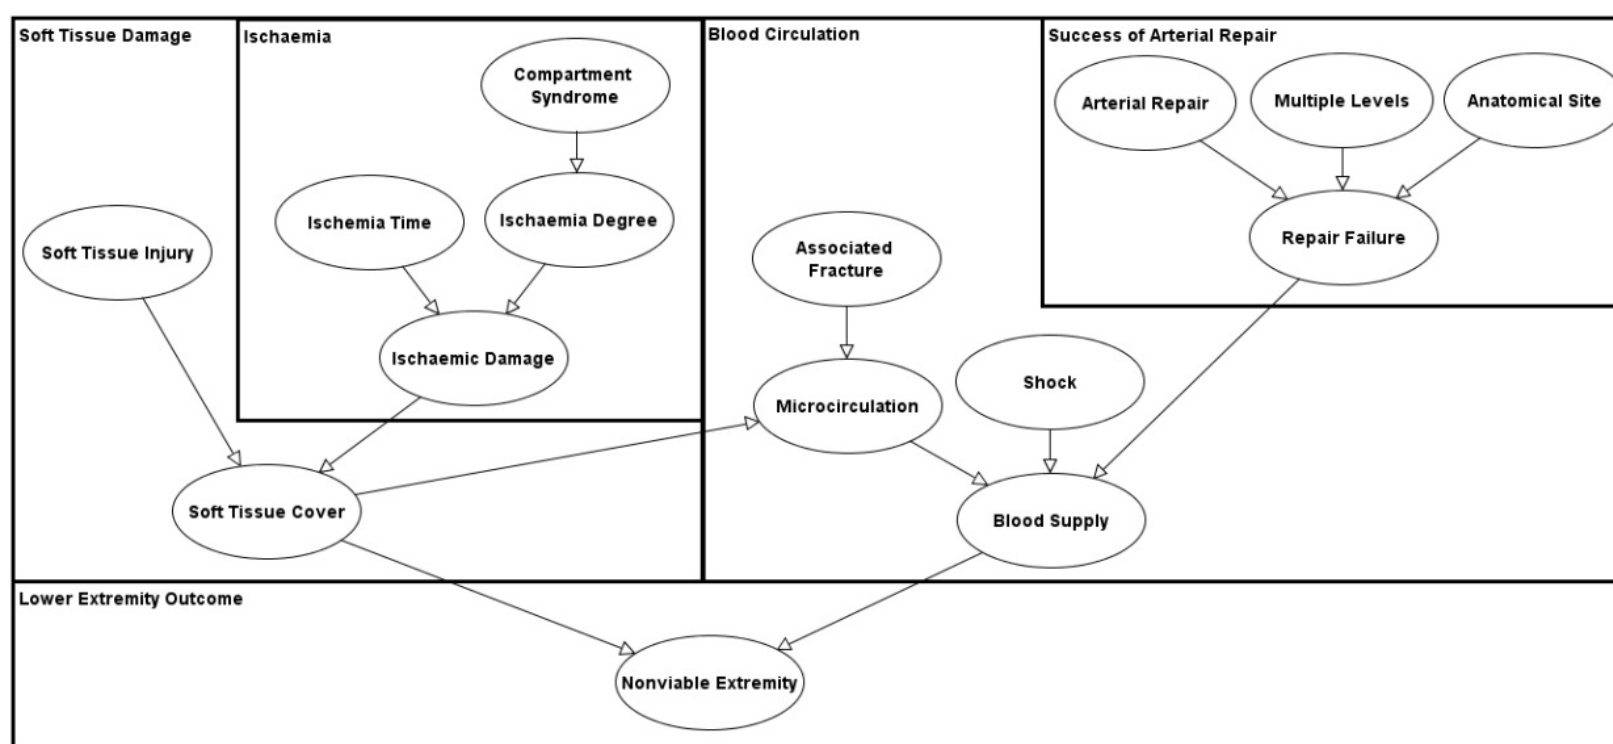 Soft Tissue Damage
Ischaemia
Blood Circulation
Success of Arterial Repair
Compartment
Syndrome
Arterial Repair
Multiple Levels
Anatomical Site
Ischemia Time
Ischaemia Degree
Soft Tissue Injury
Associated
Fracture
Repair Failure
Ischaemic Damage
Microcirculation
Shock
Soft Tissue Cover
Blood Supply
Lower Extremity Outcome
Nonviable Extremity